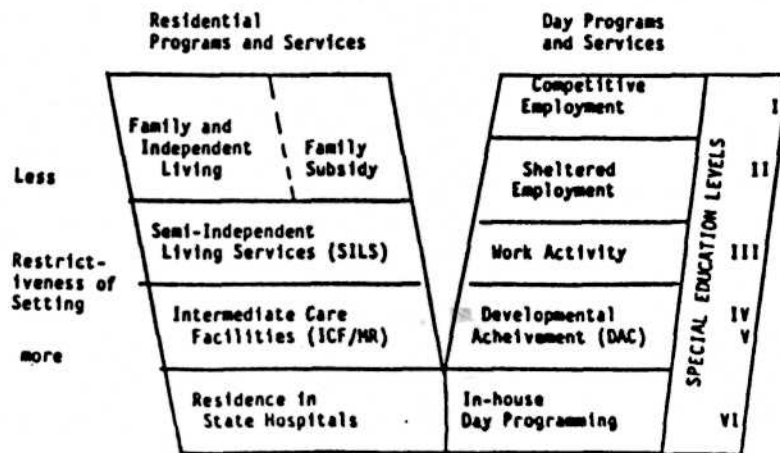 Residential
Programs and Services
Day Programs
and Services
Less
Restrict-
iveness of
Setting
more
Family and
Independent
Living
Family
Subsidy
Semi-Independent
Living Services (SILS)
Intermediate Care
Facilities (ICF/MR)
Residence in
State Hospitals
Competitive
Employment
Sheltered
Employment
Work Activity
Developmental
Acheivement (DAC)
In-house
Day Programming
SPECIAL EDUCATION LEVELS
I
II
III
IV
V
VI